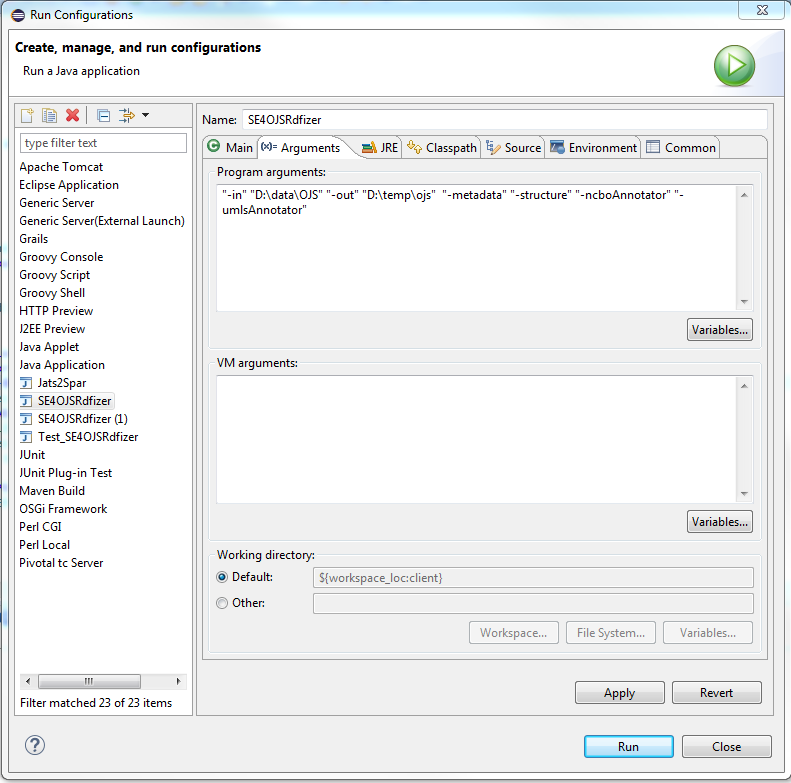 Run Configurations
Create, manage, and run configurations
Run a Java application
type filter text
Apache Tomcat
Eclipse Application
Generic Server
Generic Server(External Launch)
Grails
Groovy Console
Groovy Script
Groovy Shell
HTTP Preview
J2EE Preview
Java Applet
Java Application
Jats2Spar
SE4OJSRdfizer
SE4OJSRdfizer (1)
Test_SE4OJSRdfizer
JUnit
JUnit Plug-in Test
Maven Build
OSGi Framework
Perl CGI
Perl Local
Pivotal tc Server
Filter matched 23 of 23 items
Name: SE4OJSRdfizer
Main (x)= Arguments JRE Classpath Source Environment Common
Program arguments:
"-in" "D:\data\OJS" "-out" "D:\temp\ojs"  "-metadata" "-structure" "-ncboAnnotator" "-
umlsAnnotator"
Variables...
VM arguments:
Variables...
Working directory:
Default: ${workspace_loc:client}
Other:
Workspace... File System... Variables...
Apply Revert
Run Close